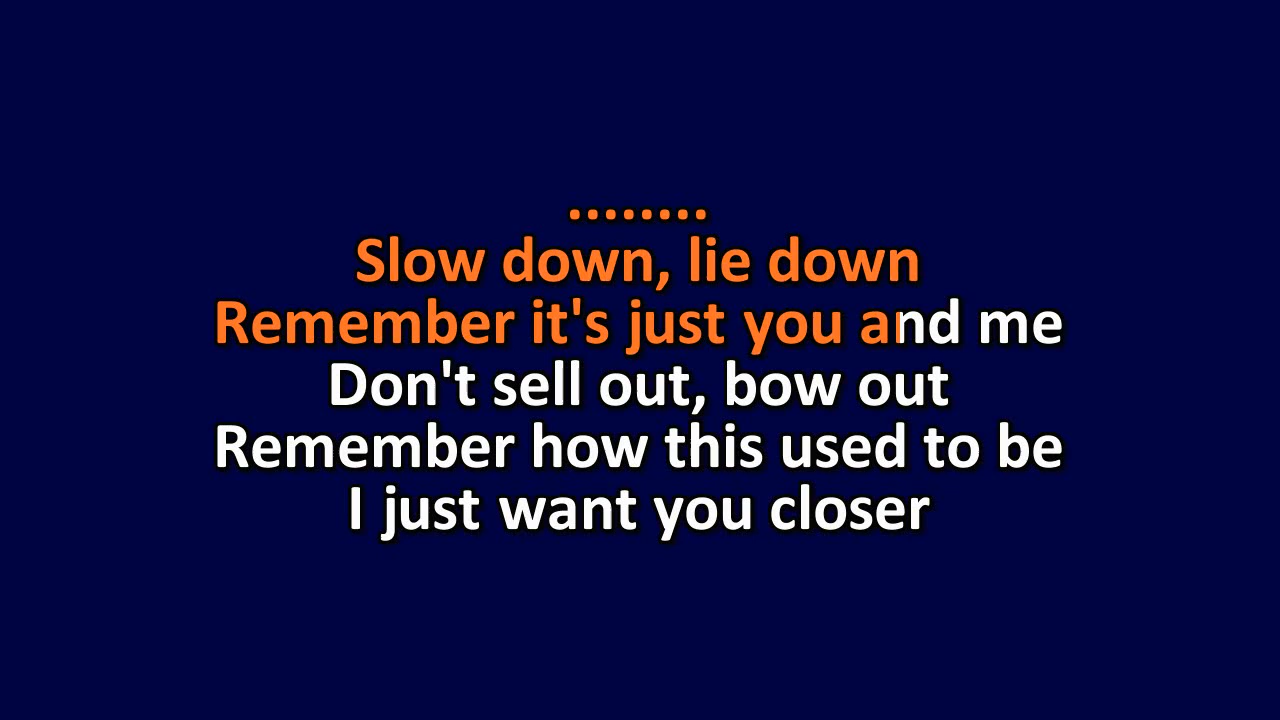 ........
Slow down, lie down
Remember it's just you and me
Don't sell out, bow out
Remember how this used to be
I just want you closer